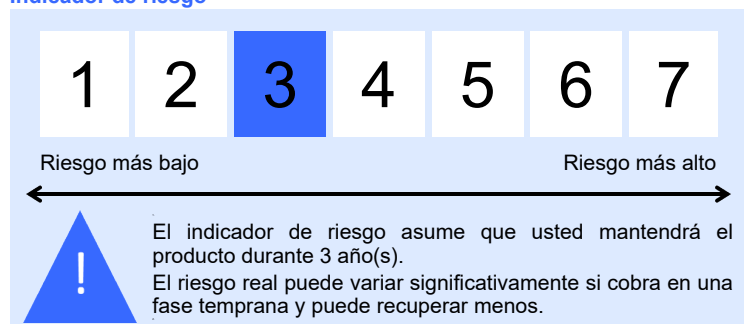 Indicador de riesgo
1 2 3 4 5 6 7
Riesgo más bajo Riesgo más alto
!
El indicador de riesgo asume que usted mantendrá el
producto durante 3 año(s).
El riesgo real puede variar significativamente si cobra en una
fase temprana y puede recuperar menos.